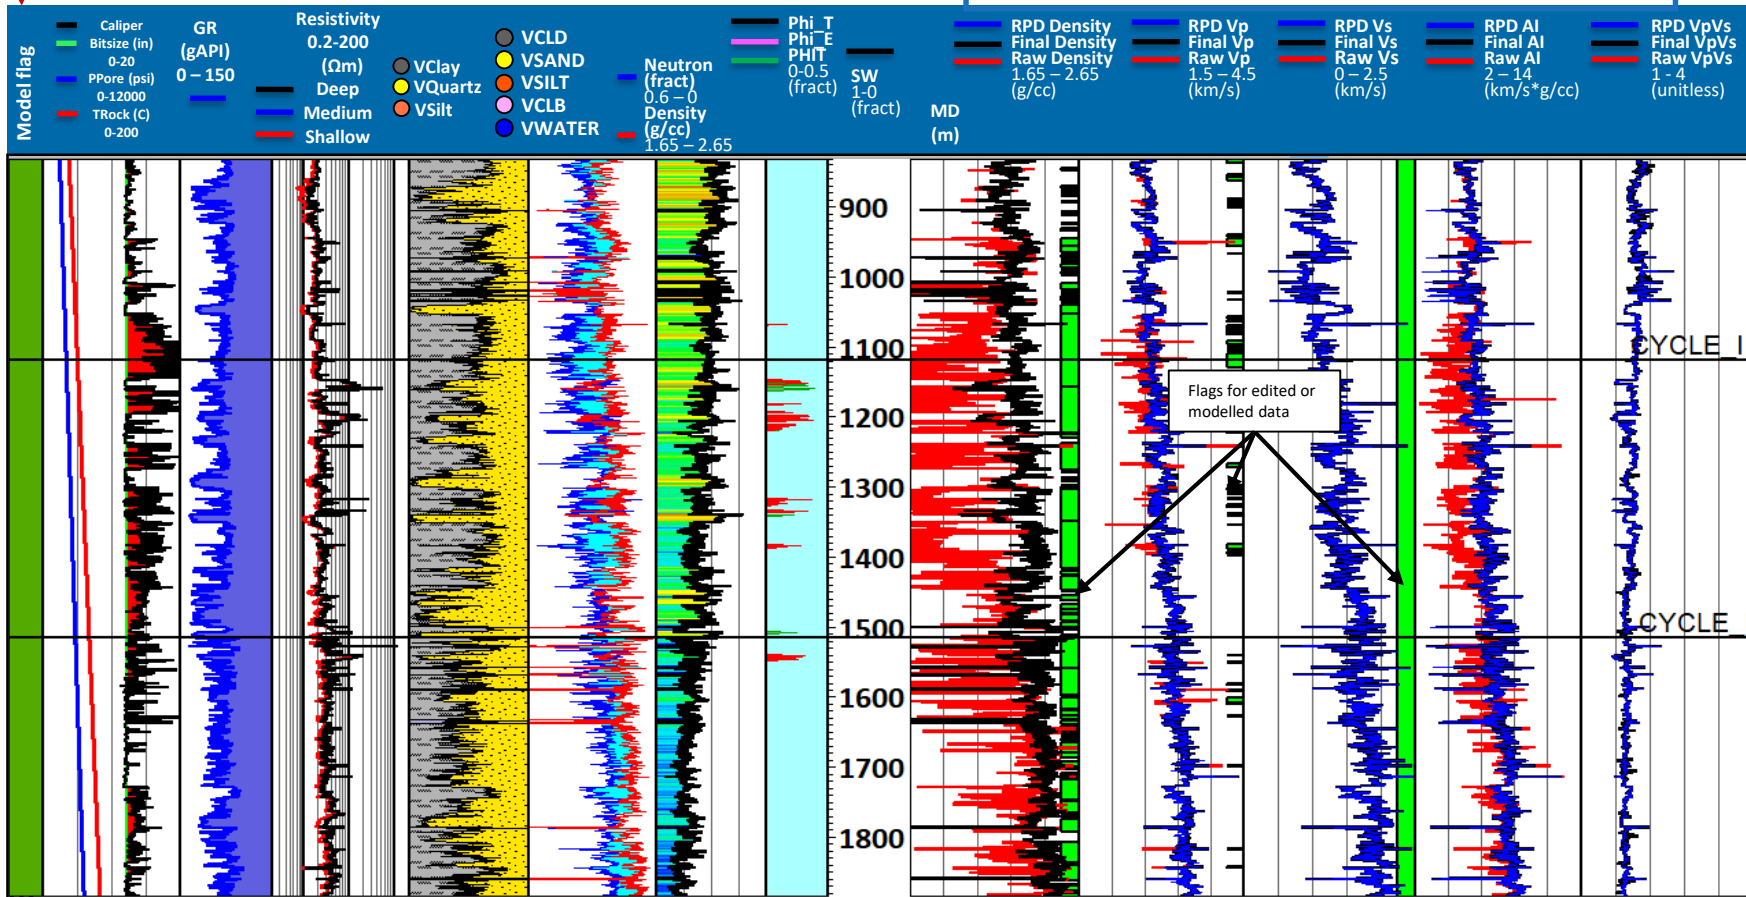 Model flag
Caliper
Bitsize (in)
0-20
PPore (psi)
0-12000
TRock (C)
0-200
GR
(gAPI)
0 – 150
Resistivity
0.2-200
(Ωm)
Deep
Medium
Shallow
VClay
VQuartz
VSilt
VCLD
VSAND
VSILT
VCLB
VWATER
Neutron
(fract)
0.6 – 0
Density
(g/cc)
1.65 – 2.65
Phi_T
Phi_E
PHIT
0-0.5
(fract)
SW
1-0
(fract)
MD
(m)
RPD Density
Final Density
Raw Density
1.65 – 2.65
(g/cc)
RPD Vp
Final Vp
Raw Vp
1.5 – 4.5
(km/s)
RPD Vs
Final Vs
Raw Vs
0 – 2.5
(km/s)
RPD AI
Final AI
Raw AI
2 – 14
(km/s*g/cc)
RPD VpVs
Final VpVs
Raw VpVs
1 - 4
(unitless)
900
1000
1100
CYCLE_I
1200
Flags for edited or
modelled data
1300
1400
1500
CYCLE_
1600
1700
1800